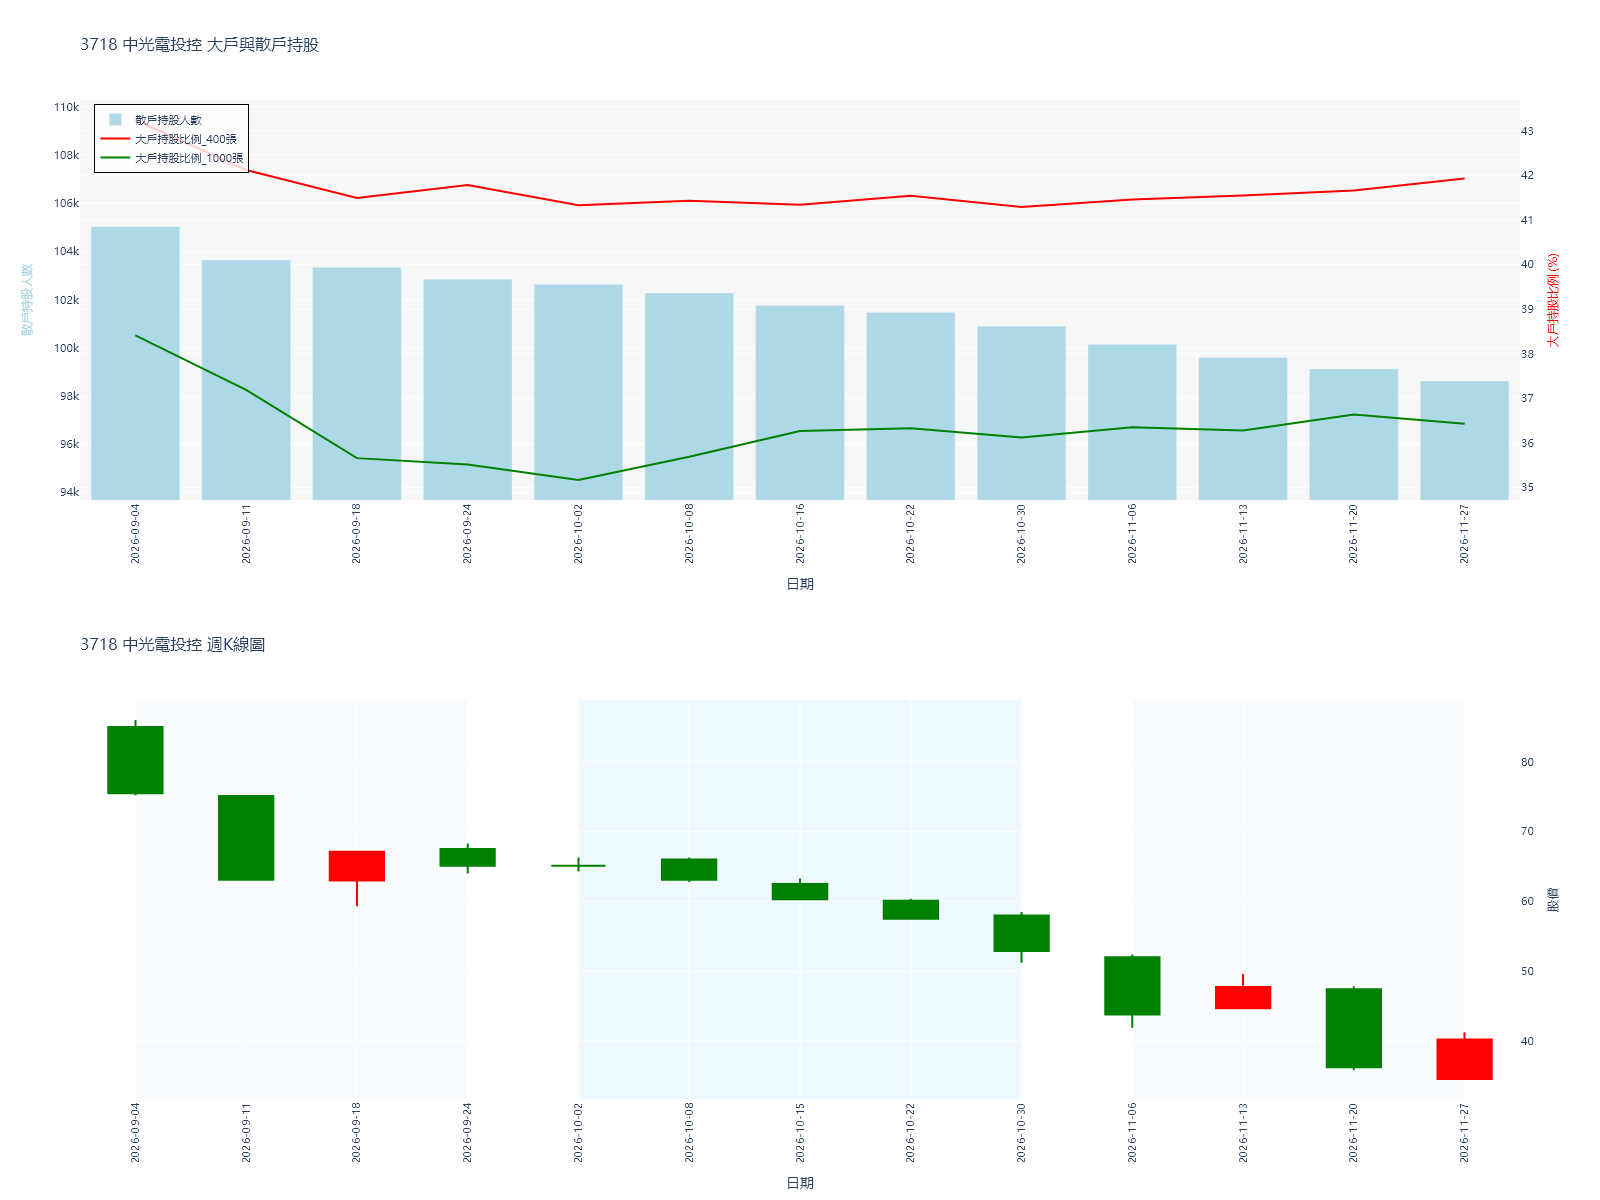 3718 中光電投控 大戶與散戶持股
散戶持股人數
大戶持股比例_400張
大戶持股比例_1000張
110k
108k
106k
104k
102k
100k
98k
96k
94k
散戶持股人數
43
42
41
40
39
38
37
36
35
大戶持股比例 (%)
2026-09-04
2026-09-11
2026-09-18
2026-09-24
2026-10-02
2026-10-08
2026-10-16
2026-10-22
2026-10-30
2026-11-06
2026-11-13
2026-11-20
2026-11-27
日期
3718 中光電投控 週K線圖
80
70
60
50
40
股價
2026-09-04
2026-09-11
2026-09-18
2026-09-24
2026-10-02
2026-10-08
2026-10-15
2026-10-22
2026-10-30
2026-11-06
2026-11-13
2026-11-20
2026-11-27
日期